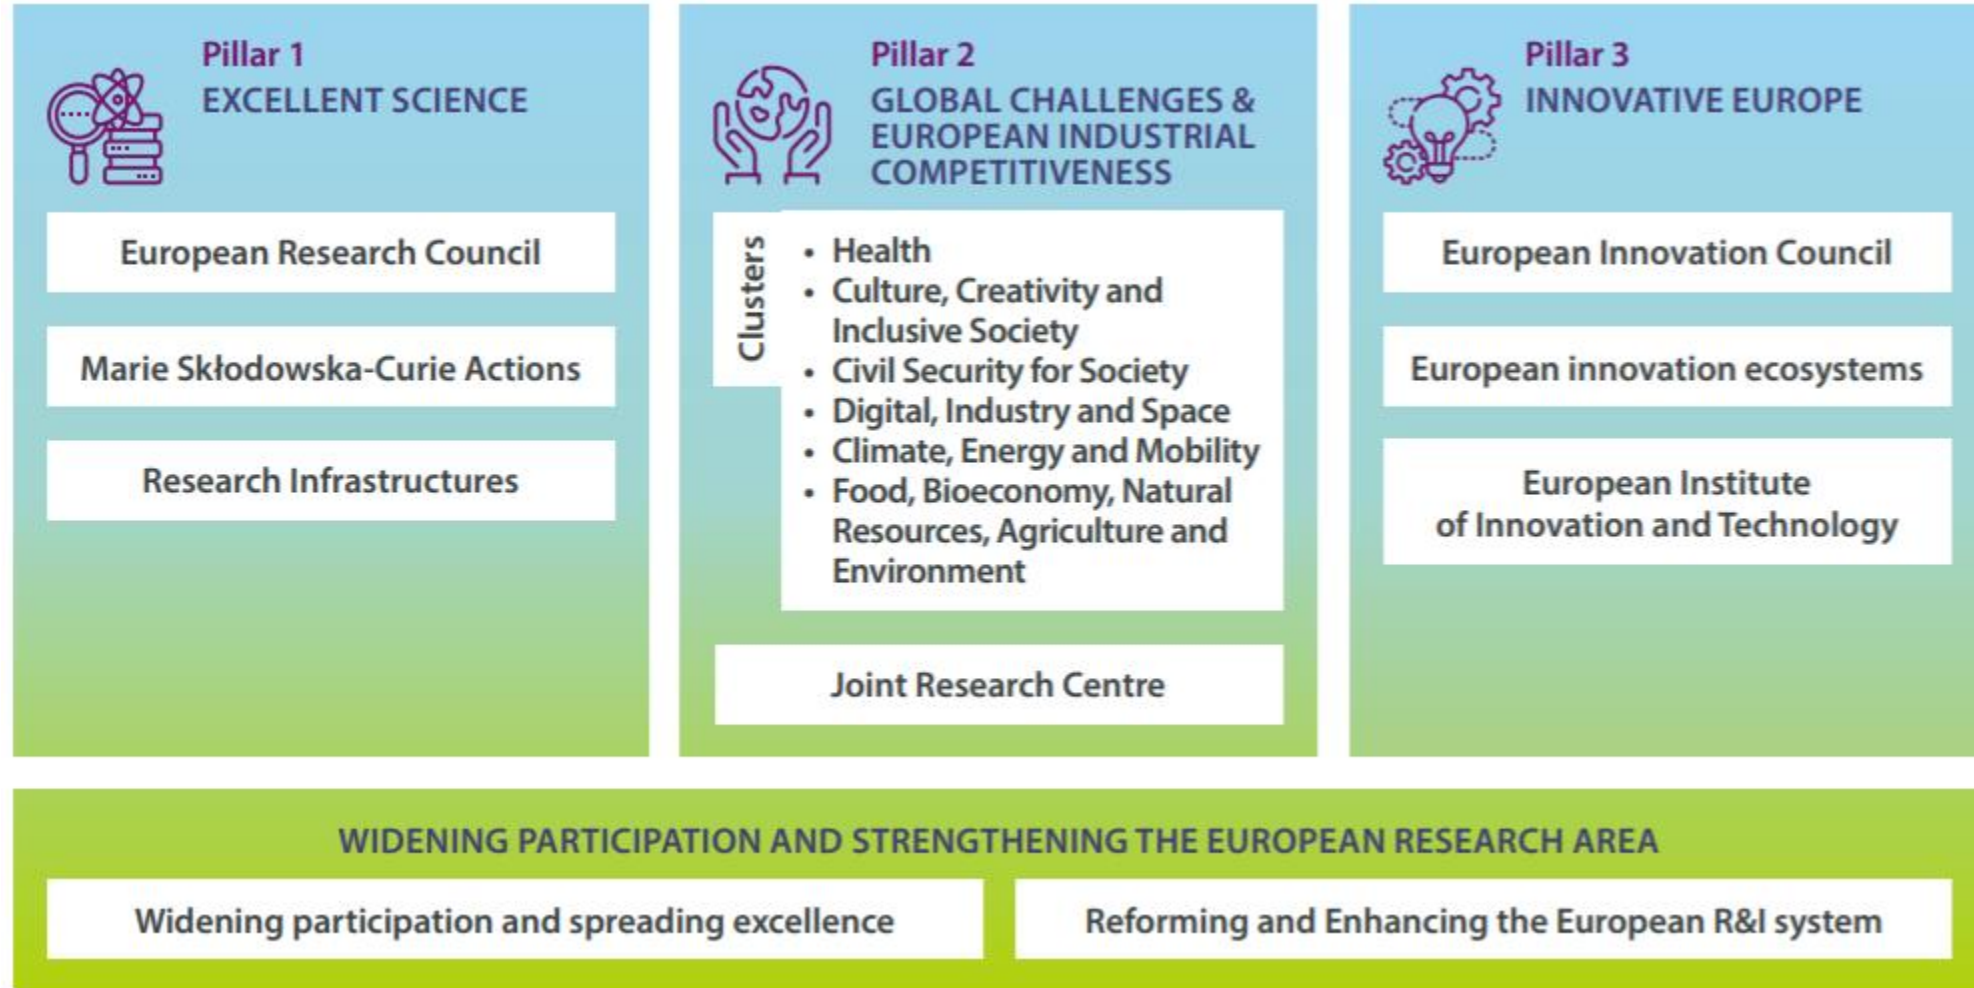 Pillar 1
EXCELLENT SCIENCE
European Research Council
Marie Skłodowska-Curie Actions
Research Infrastructures
Pillar 2
GLOBAL CHALLENGES &
EUROPEAN INDUSTRIAL
COMPETITIVENESS
Clusters
• Health
• Culture, Creativity and
Inclusive Society
• Civil Security for Society
• Digital, Industry and Space
• Climate, Energy and Mobility
• Food, Bioeconomy, Natural
Resources, Agriculture and
Environment
Joint Research Centre
Pillar 3
INNOVATIVE EUROPE
European Innovation Council
European innovation ecosystems
European Institute
of Innovation and Technology
WIDENING PARTICIPATION AND STRENGTHENING THE EUROPEAN RESEARCH AREA
Widening participation and spreading excellence
Reforming and Enhancing the European R&I system